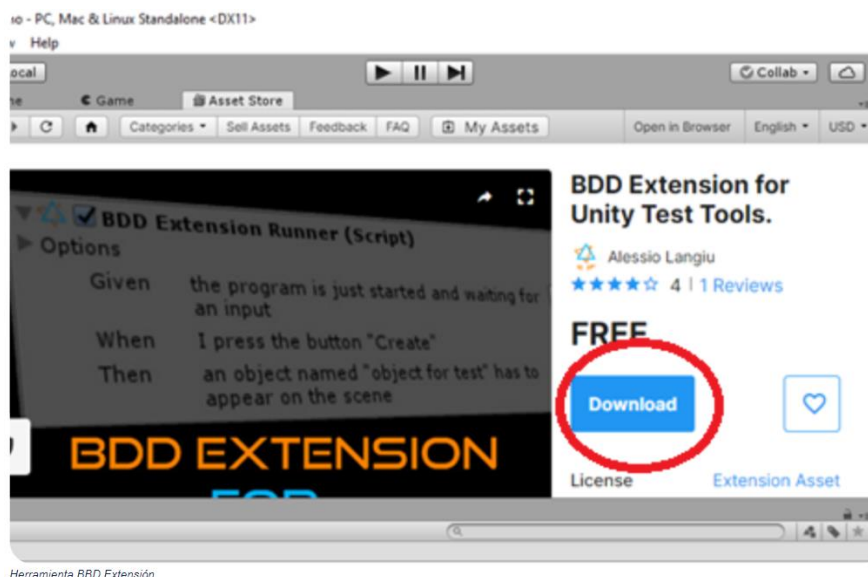 no - PC, Mac & Linux Standalone <DX11>
Help
ocal
Collab
Game
Asset Store
Categories
Sell Assets
Feedback
FAQ
My Assets
Open in Browser
English
USD
BDD Extension Runner (Script)
Options
Given the program is just started and waiting for
an input
When I press the button "Create"
Then an object named "object for test" has to
appear on the scene
BDD EXTENSION
FOR
BDD Extension for
Unity Test Tools.
Alessio Langiu
4 | 1 Reviews
FREE
Download
License Extension Asset
Herramienta BBD Extensión